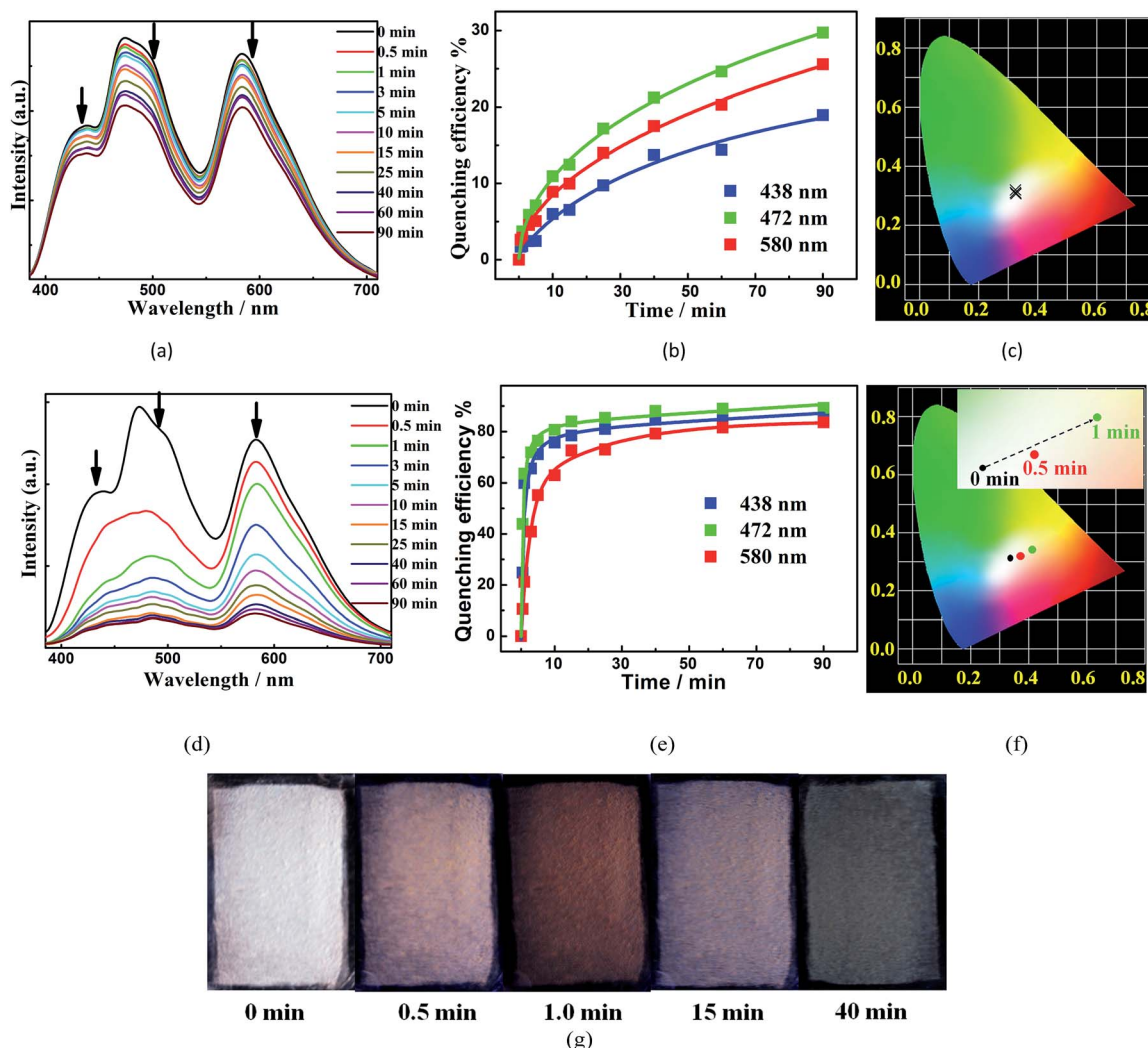 Intensity (a.u.)
0 min
0.5 min
1 min
3 min
5 min
10 min
15 min
25 min
40 min
60 min
90 min
400 500 600 700
Wavelength / nm
(a)
Quenching efficiency %
30
20
10
0
438 nm
472 nm
580 nm
0 10 20 30 40 50 60 70 80 90
Time / min
(b)
0.8
0.6
0.4
0.2
0.0
0.0 0.2 0.4 0.6 0.8
(c)
Intensity (a.u.)
0 min
0.5 min
1 min
3 min
5 min
10 min
15 min
25 min
40 min
60 min
90 min
400 500 600 700
Wavelength / nm
(d)
Quenching efficiency %
80
60
40
20
0
438 nm
472 nm
580 nm
0 10 30 40 60 70 90
Time / min
(e)
0.8
0.6
0.4
0.2
0.0
0.0 0.2 0.4 0.6 0.8
0 min
0.5 min
1 min
(f)
0 min 0.5 min 1.0 min 15 min 40 min
(g)